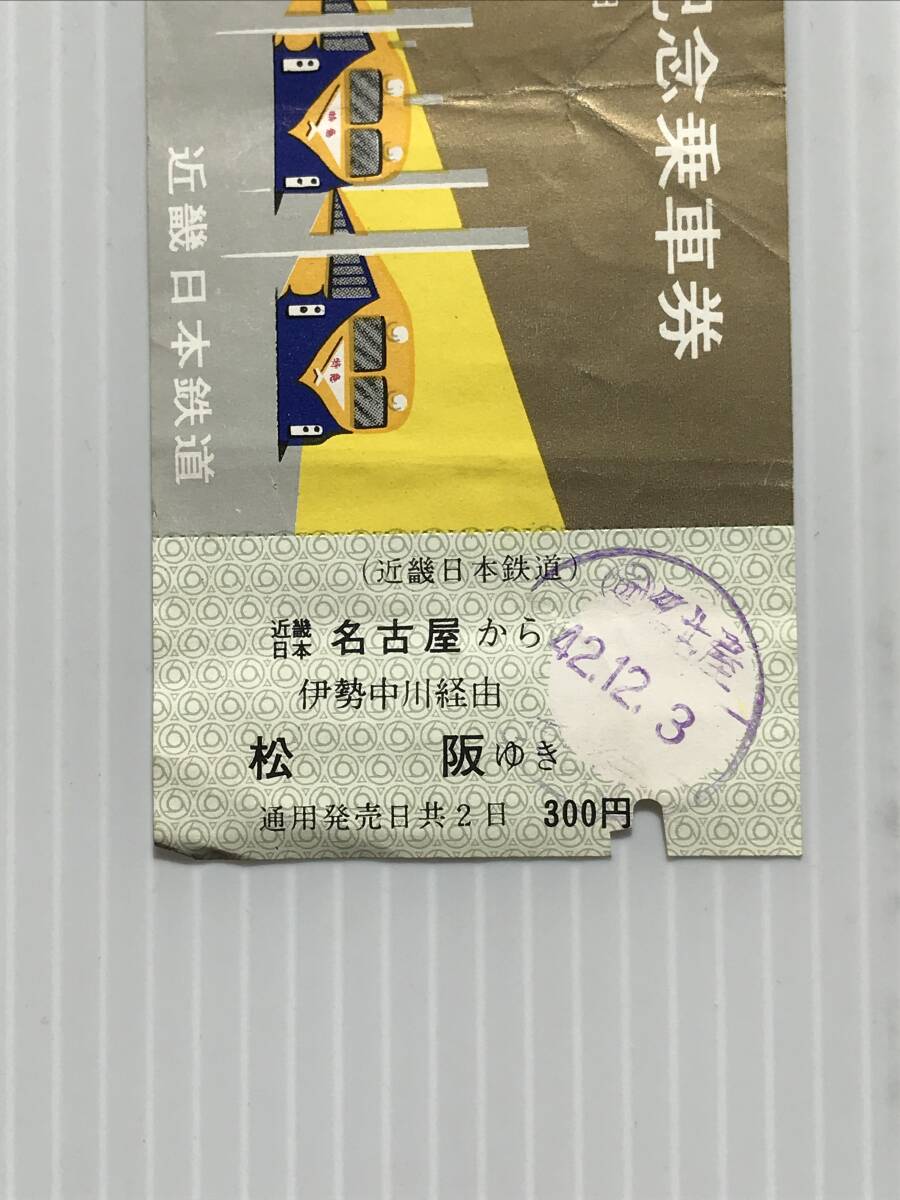 念乗車券
近畿日本鉄道
特急
特急
(近畿日本鉄道)
近畿日本 名古屋から
伊勢中川経由
松 阪ゆき
通用発売日共2日 300円
42.12.3